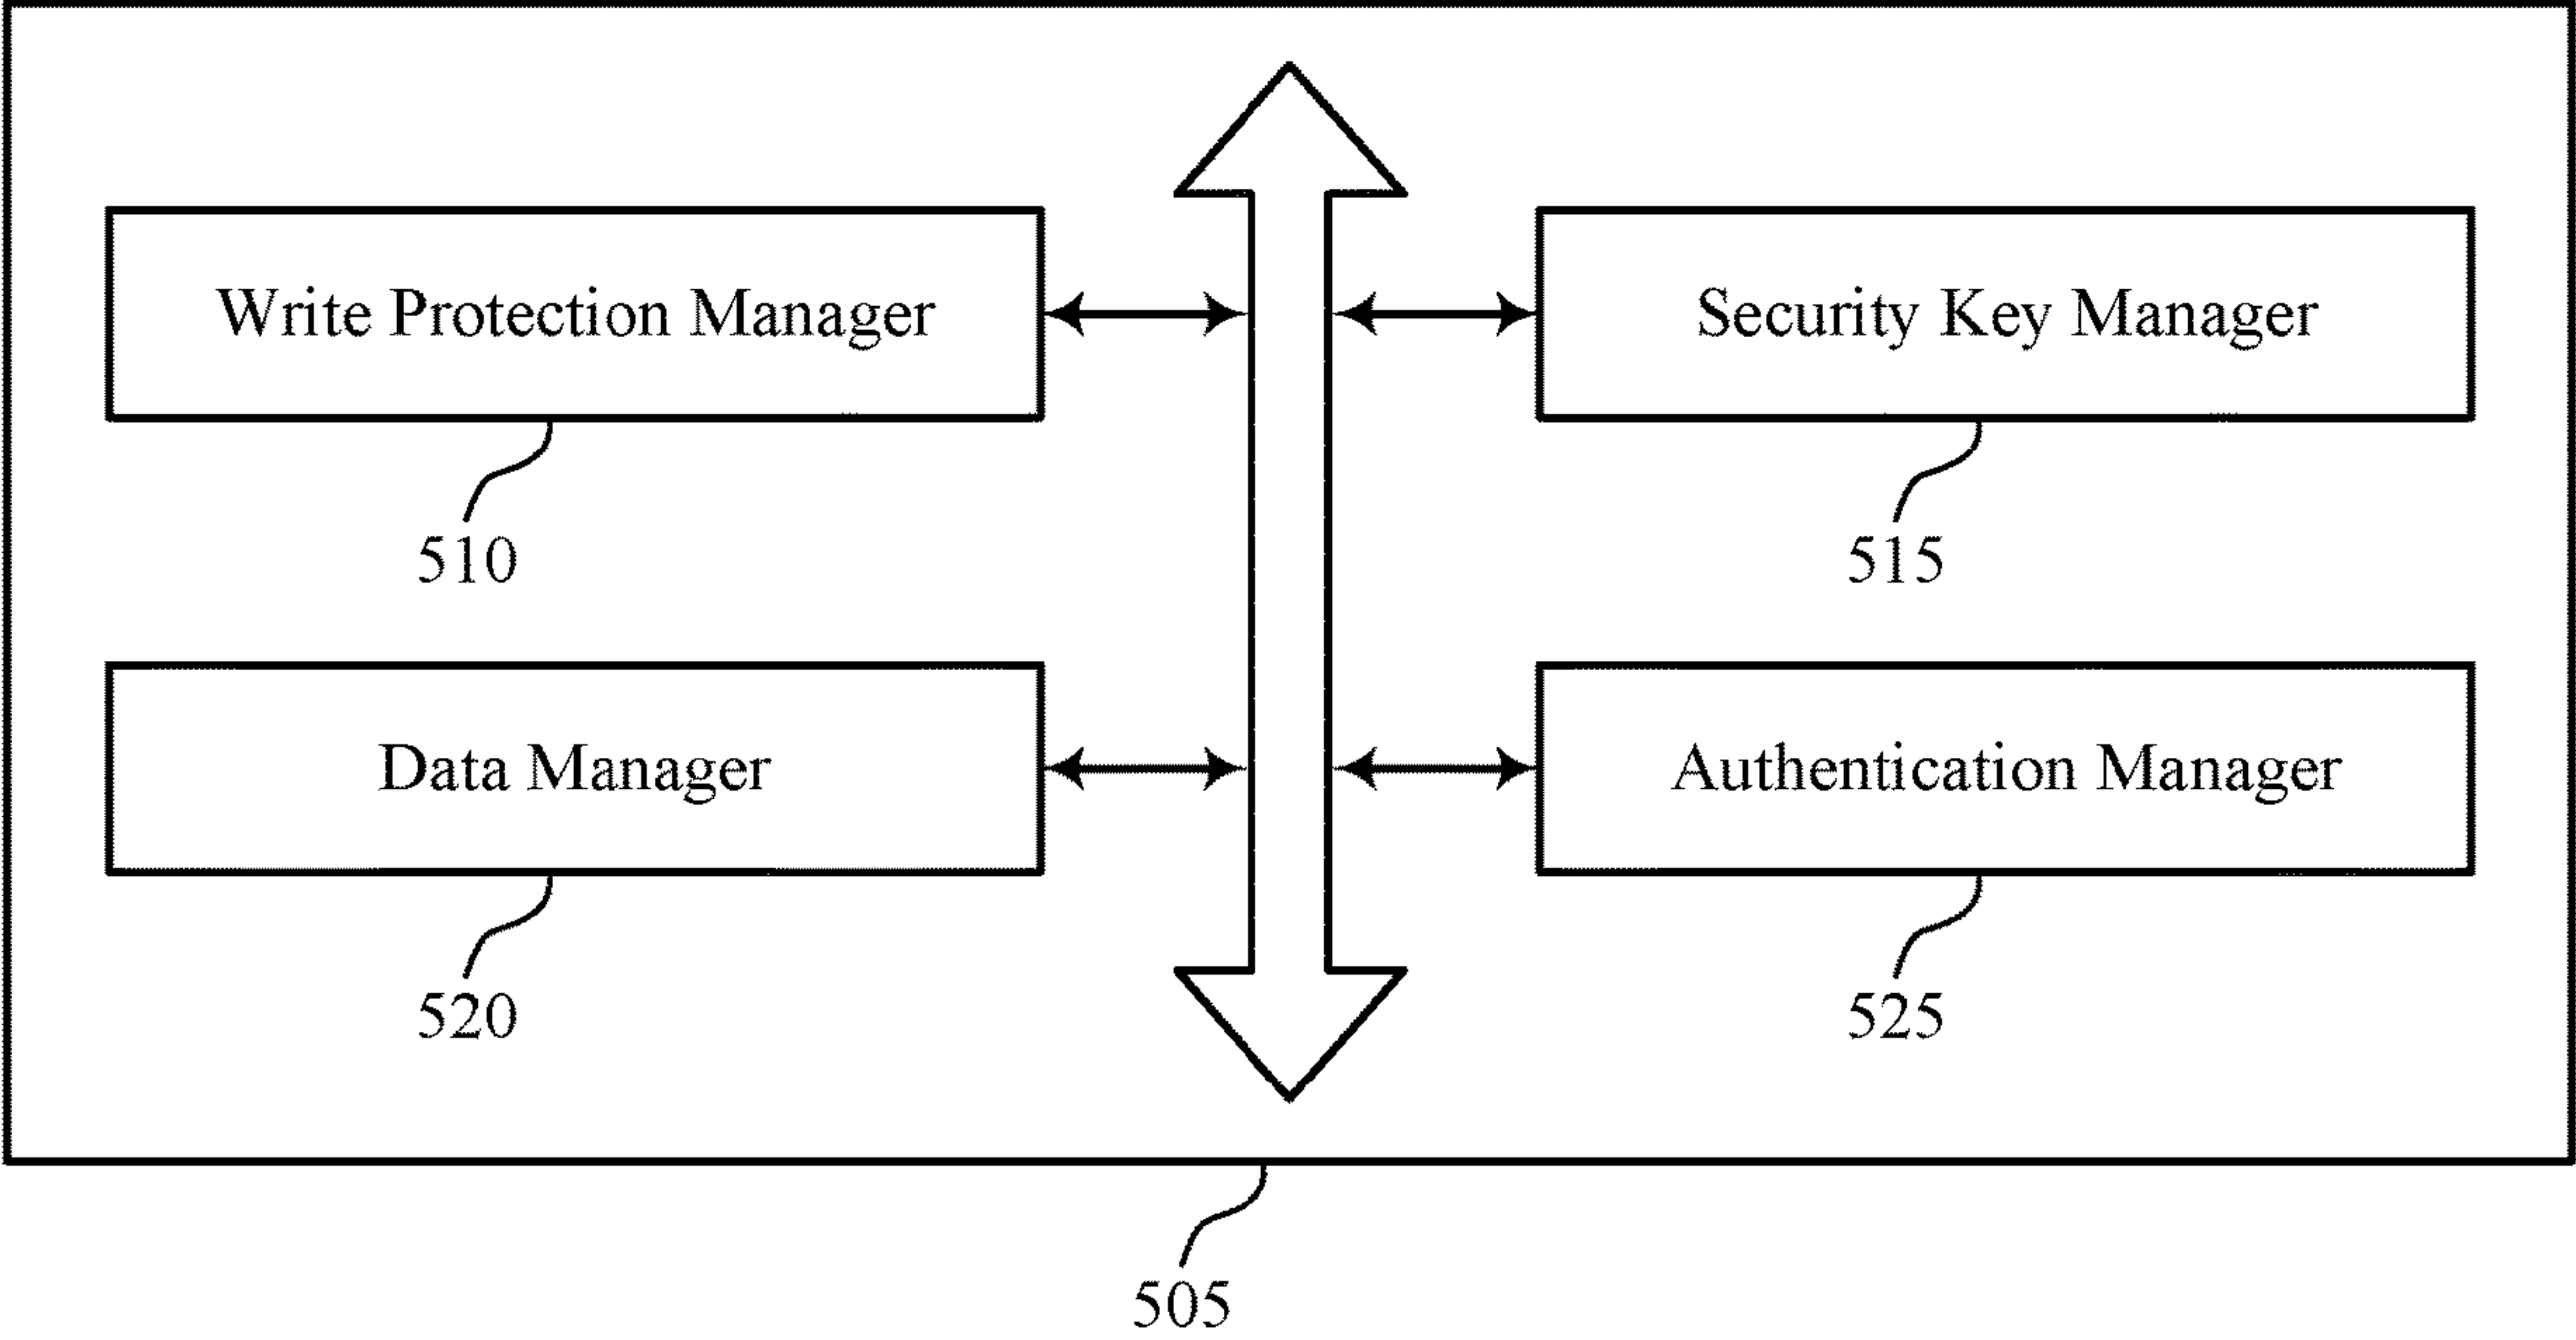 Write Protection Manager
Security Key Manager
510
515
Data Manager
Authentication Manager
520
525
505